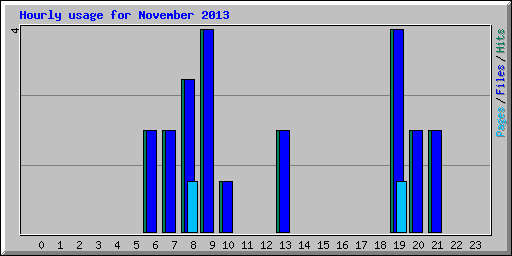 Hourly usage for November 2013
4
Pages/Files/Hits
0 1 2 3 4 5 6 7 8 9 10 11 12 13 14 15 16 17 18 19 20 21 22 23